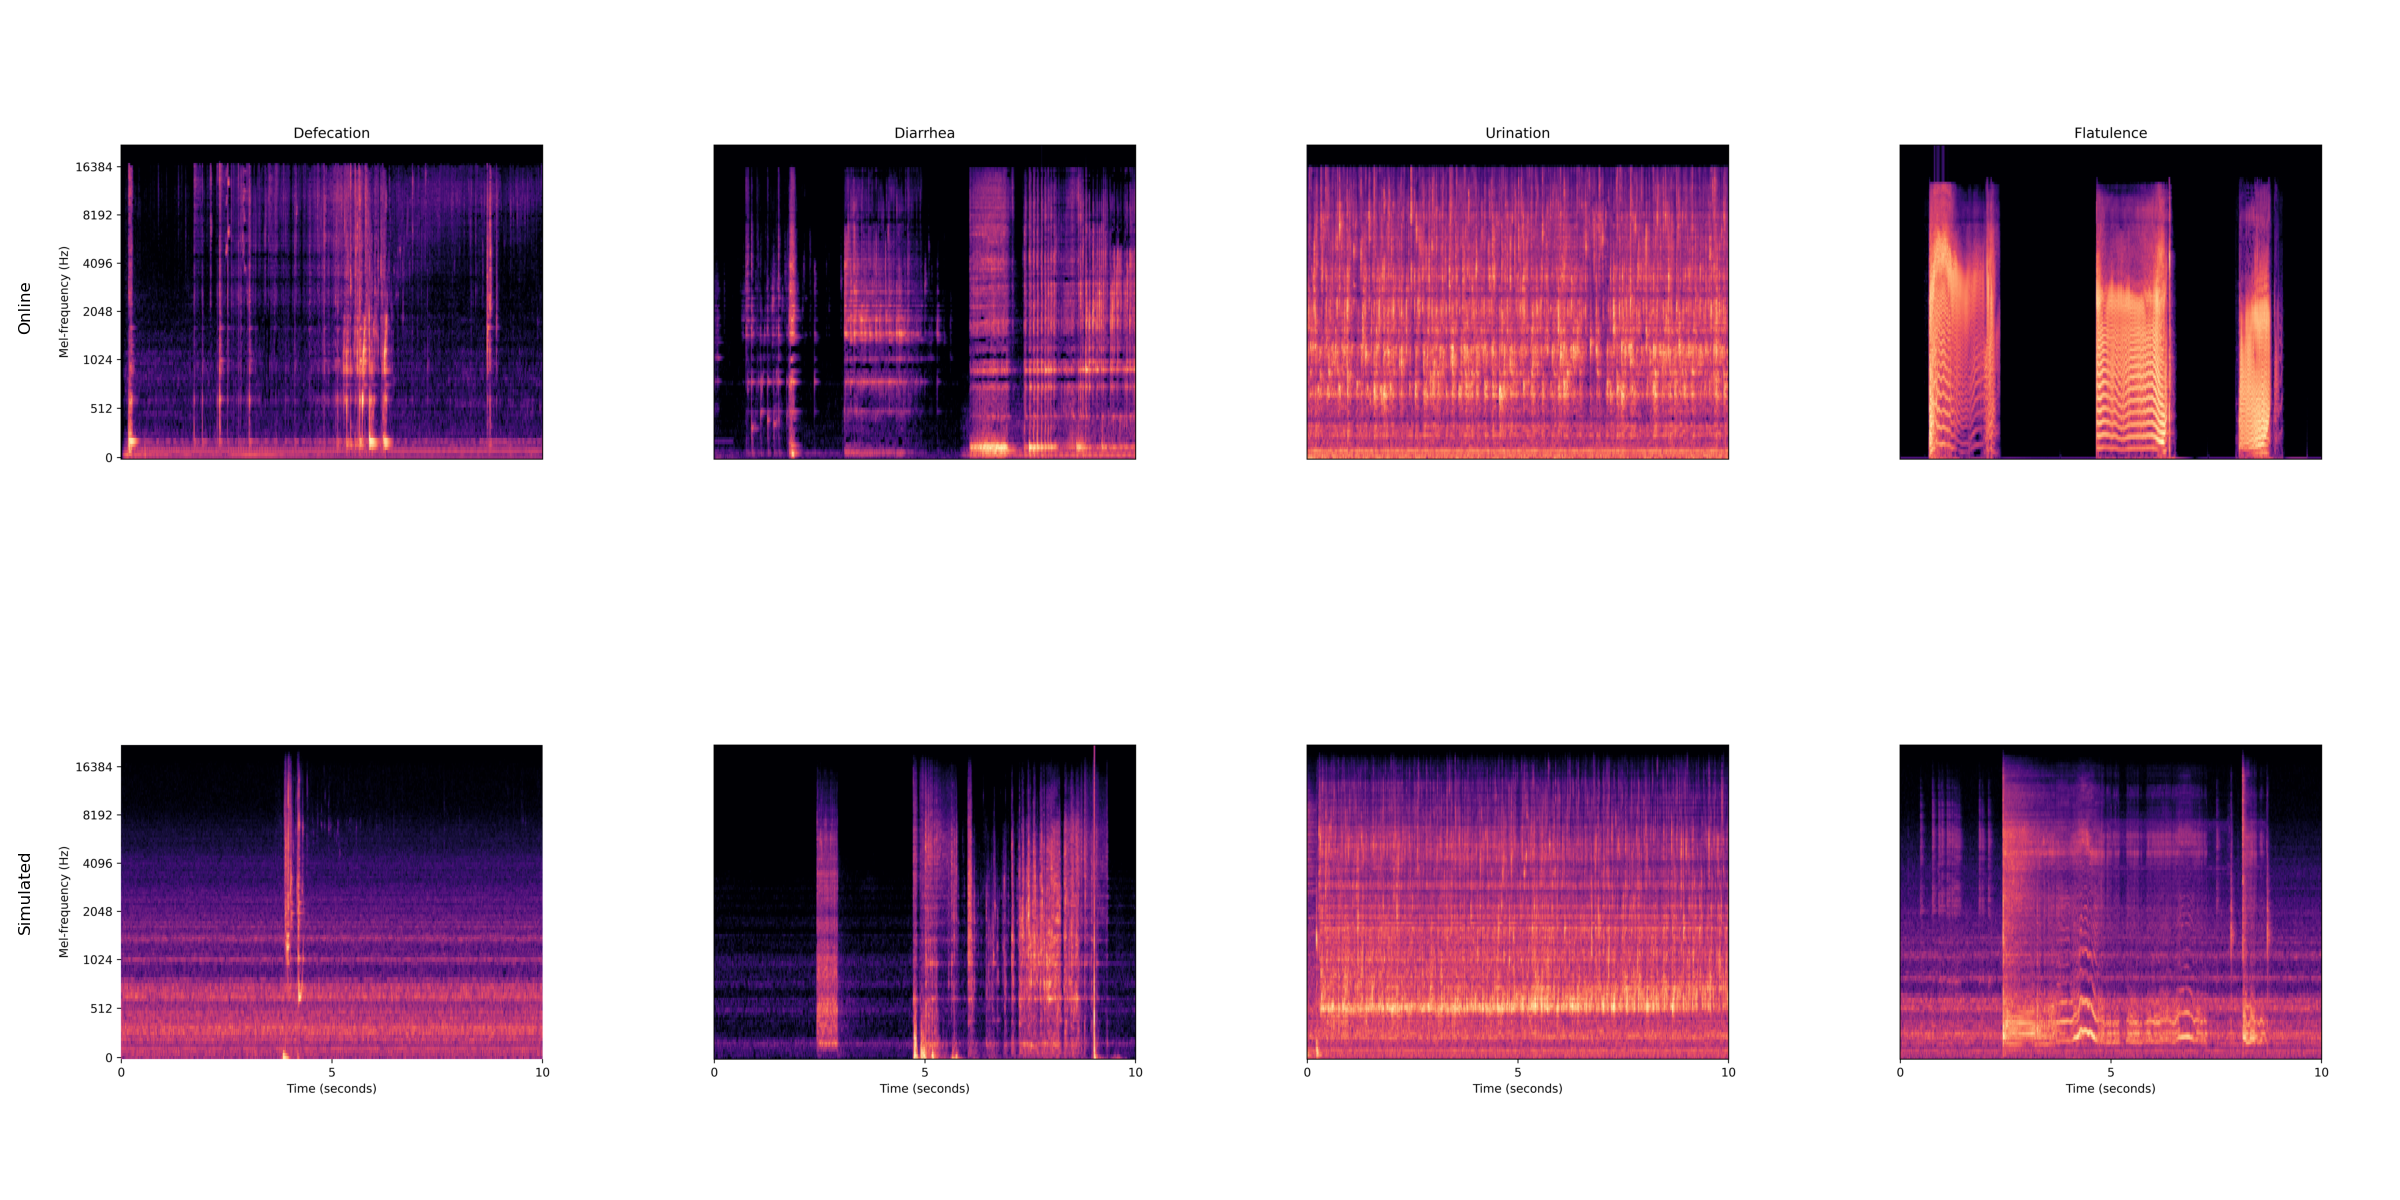 Defecation
Diarrhea
Urination
Flatulence
Online
Mel-frequency (Hz)
16384
8192
4096
2048
1024
512
0
Simulated
Mel-frequency (Hz)
16384
8192
4096
2048
1024
512
0
0 5 10
0 5 10
0 5 10
0 5 10
Time (seconds)
Time (seconds)
Time (seconds)
Time (seconds)